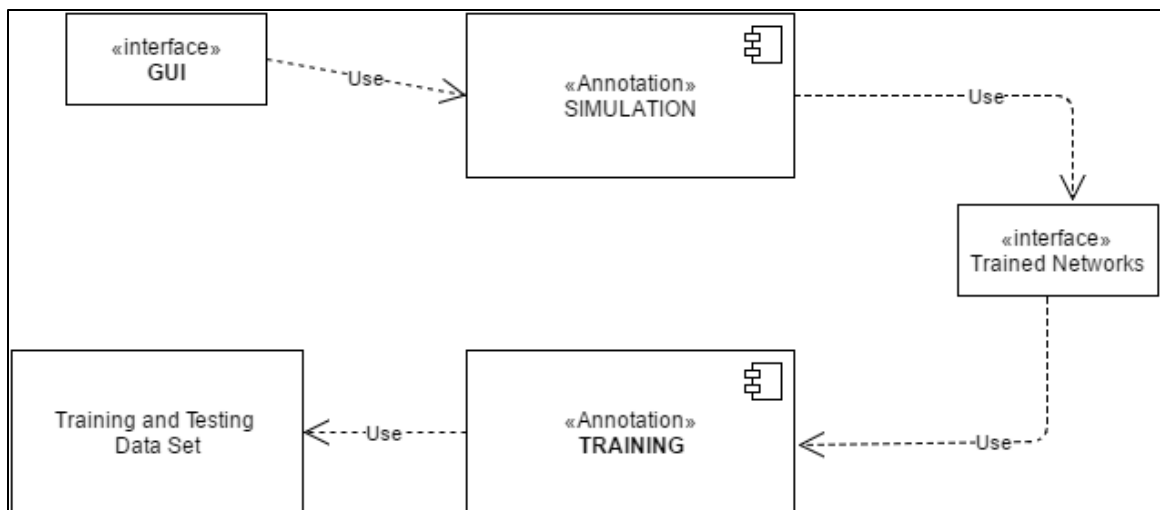 «interface»
GUI
Use
«Annotation»
SIMULATION
Use
«interface»
Trained Networks
Use
«Annotation»
TRAINING
Use
Training and Testing
Data Set